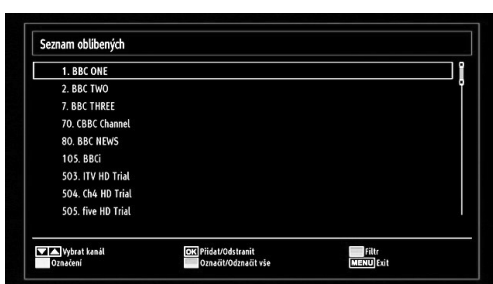 Seznam oblíbených
1. BBC ONE
2. BBC TWO
7. BBC THREE
70. CBBC Channel
80. BBC NEWS
105. BBCi
503. ITV HD Trial
504. Ch4 HD Trial
505. five HD Trial
Vybrat kanál OK Přidat/Odstranit Filtr
Označení Označit/Odznačit vše MENU Exit